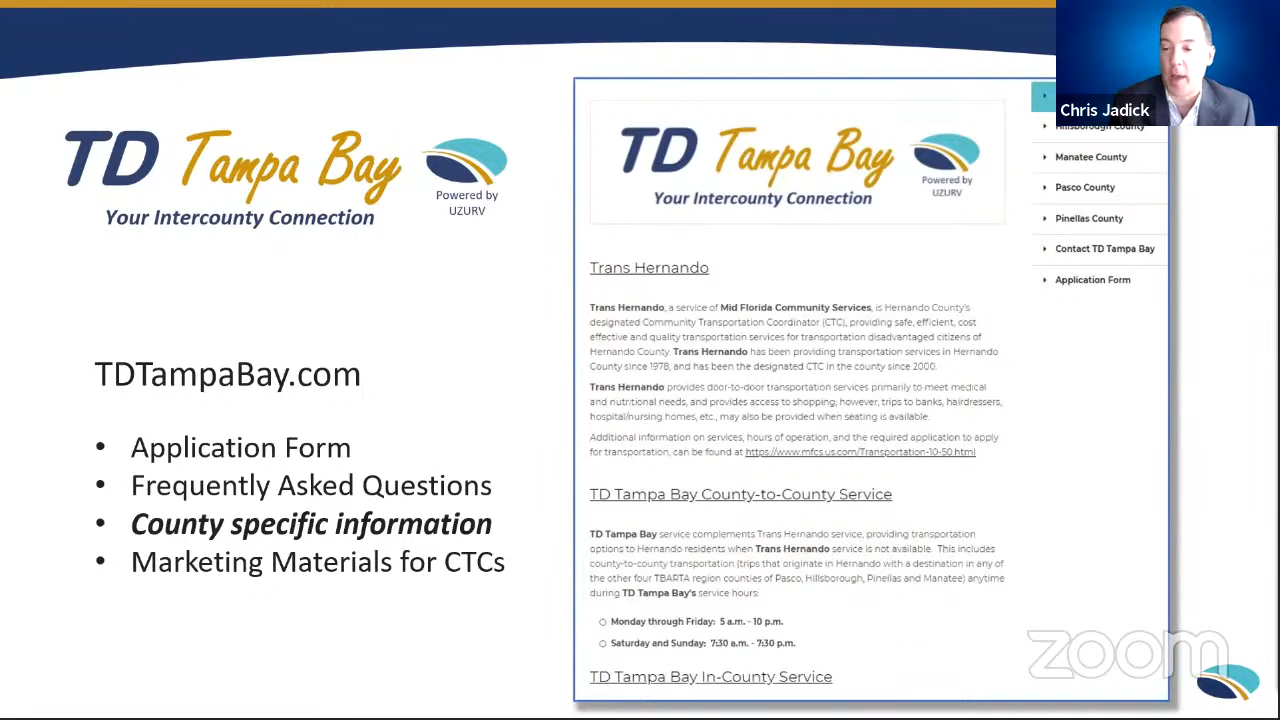 TD Tampa Bay
Your Intercounty Connection
Powered by
UZURV
TDTampaBay.com
• Application Form
• Frequently Asked Questions
• County specific information
• Marketing Materials for CTCs
TD Tampa Bay
Your Intercounty Connection
Powered by
UZURV
Trans Hernando
Trans Hernando, a service of Mid Florida Community Services, is Hernando County's
designated Community Transportation Coordinator (CTC), providing safe, efficient, cost
effective and quality transportation services for transportation disadvantaged citizens of
Hernando County. Trans Hernando has been providing transportation services in Hernando
County since 1978, and has been the designated CTC in the county since 2000.
Trans Hernando provides door-to-door transportation services primarily to meet medical
and nutritional needs, and provides access to shopping; however, trips to banks, hairdressers,
hospital/nursing homes, etc., may also be provided when seating is available.
Additional information on services, hours of operation, and the required application to apply
for transportation, can be found at https://www.mfcs.us.com/Transportation-10-50.html
TD Tampa Bay County-to-County Service
TD Tampa Bay service complements Trans Hernando service, providing transportation
options to Hernando residents when Trans Hernando service is not available. This includes
county-to-county transportation (trips that originate in Hernando with a destination in any of
the other four TBARTA region counties of Pasco, Hillsborough, Pinellas and Manatee) anytime
during TD Tampa Bay's service hours:
Monday through Friday: 5 a.m. - 10 p.m.
Saturday and Sunday: 7:30 a.m. - 7:30 p.m.
TD Tampa Bay In-County Service
Chris Jadick
Hillsborough County
Manatee County
Pasco County
Pinellas County
Contact TD Tampa Bay
Application Form
zoom